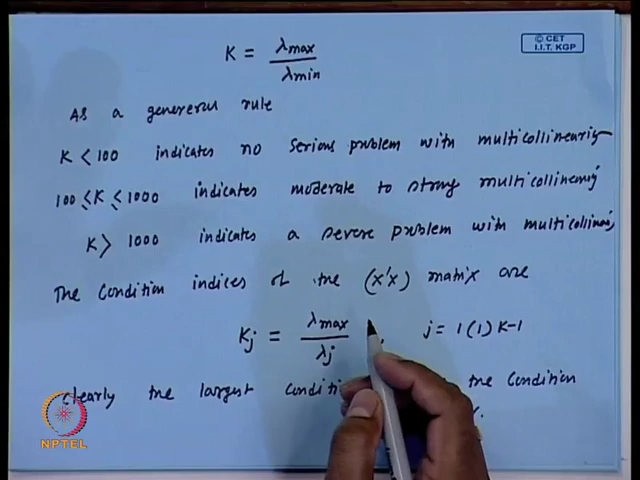 © CET
I.I.T. KGP
K = λmax / λmin
As a genereral rule
K < 100 indicates no serious problem with multicollinearity
100 ≤ K ≤ 1000 indicates moderate to strong multicollinearity
K > 1000 indicates a severe problem with
The condition indices of the (X'X) matrix are
Kj = λmax / λj , j = 1(1) K-1
clearly the largest the condition
NPTEL